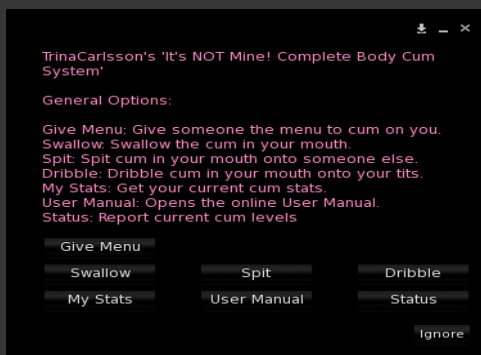 TrinaCarlsson's 'It's NOT Mine! Complete Body Cum
System'
General Options:
Give Menu: Give someone the menu to cum on you.
Swallow: Swallow the cum in your mouth.
Spit: Spit cum in your mouth onto someone else.
Dribble: Dribble cum in your mouth onto your tits.
My Stats: Get your current cum stats.
User Manual: Opens the online User Manual.
Status: Report current cum levels
Give Menu
Swallow Spit Dribble
My Stats User Manual Status
Ignore